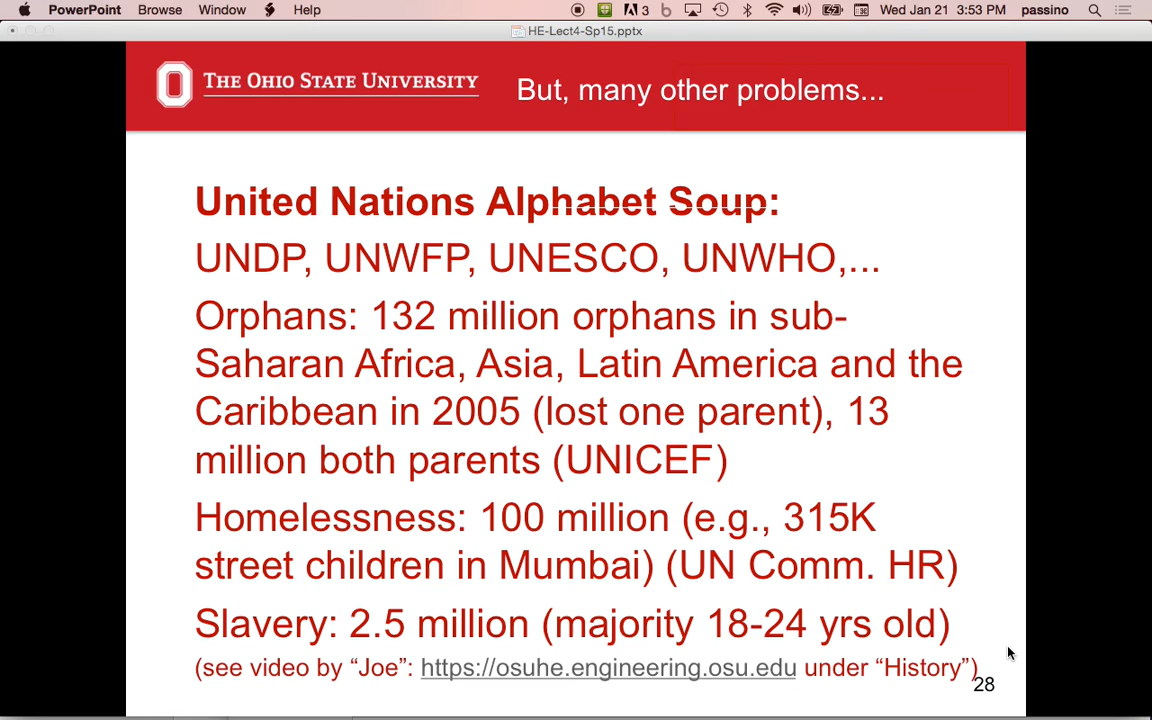 PowerPoint Browse Window Help 3 Wed Jan 21 3:53 PM passino
HE-Lect4-Sp15.pptx
THE OHIO STATE UNIVERSITY
But, many other problems...
United Nations Alphabet Soup:
UNDP, UNWFP, UNESCO, UNWHO,...
Orphans: 132 million orphans in sub-
Saharan Africa, Asia, Latin America and the
Caribbean in 2005 (lost one parent), 13
million both parents (UNICEF)
Homelessness: 100 million (e.g., 315K
street children in Mumbai) (UN Comm. HR)
Slavery: 2.5 million (majority 18-24 yrs old)
(see video by “Joe”: https://osuhe.engineering.osu.edu under “History”)
28